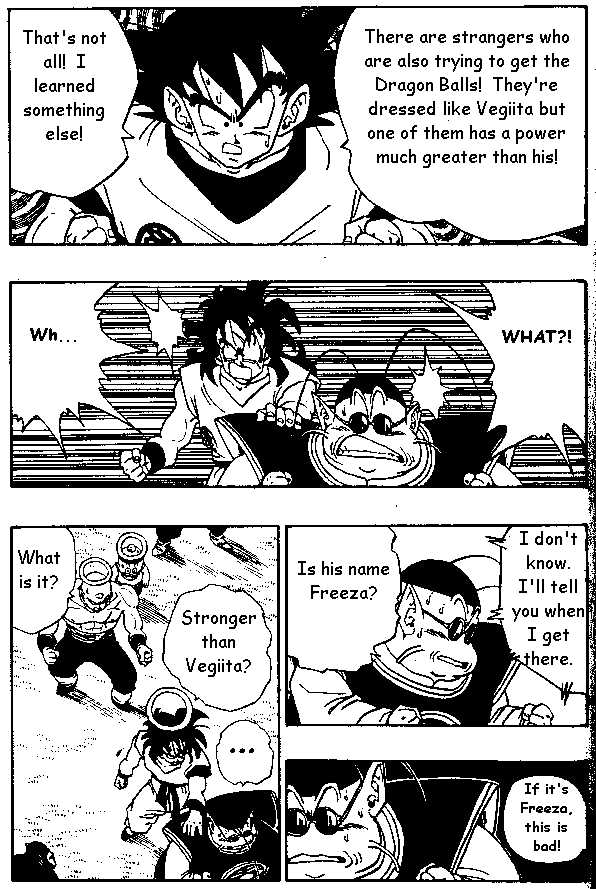 That's not
all! I
learned
something
else!
There are strangers who
are also trying to get the
Dragon Balls! They're
dressed like Vegiita but
one of them has a power
much greater than his!
Wh...
WHAT?!
What
is it?
Stronger
than
Vegiita?
...
Is his name
Freeza?
I don't
know.
I'll tell
you when
I get
there.
If it's
Freeza,
this is
bad!